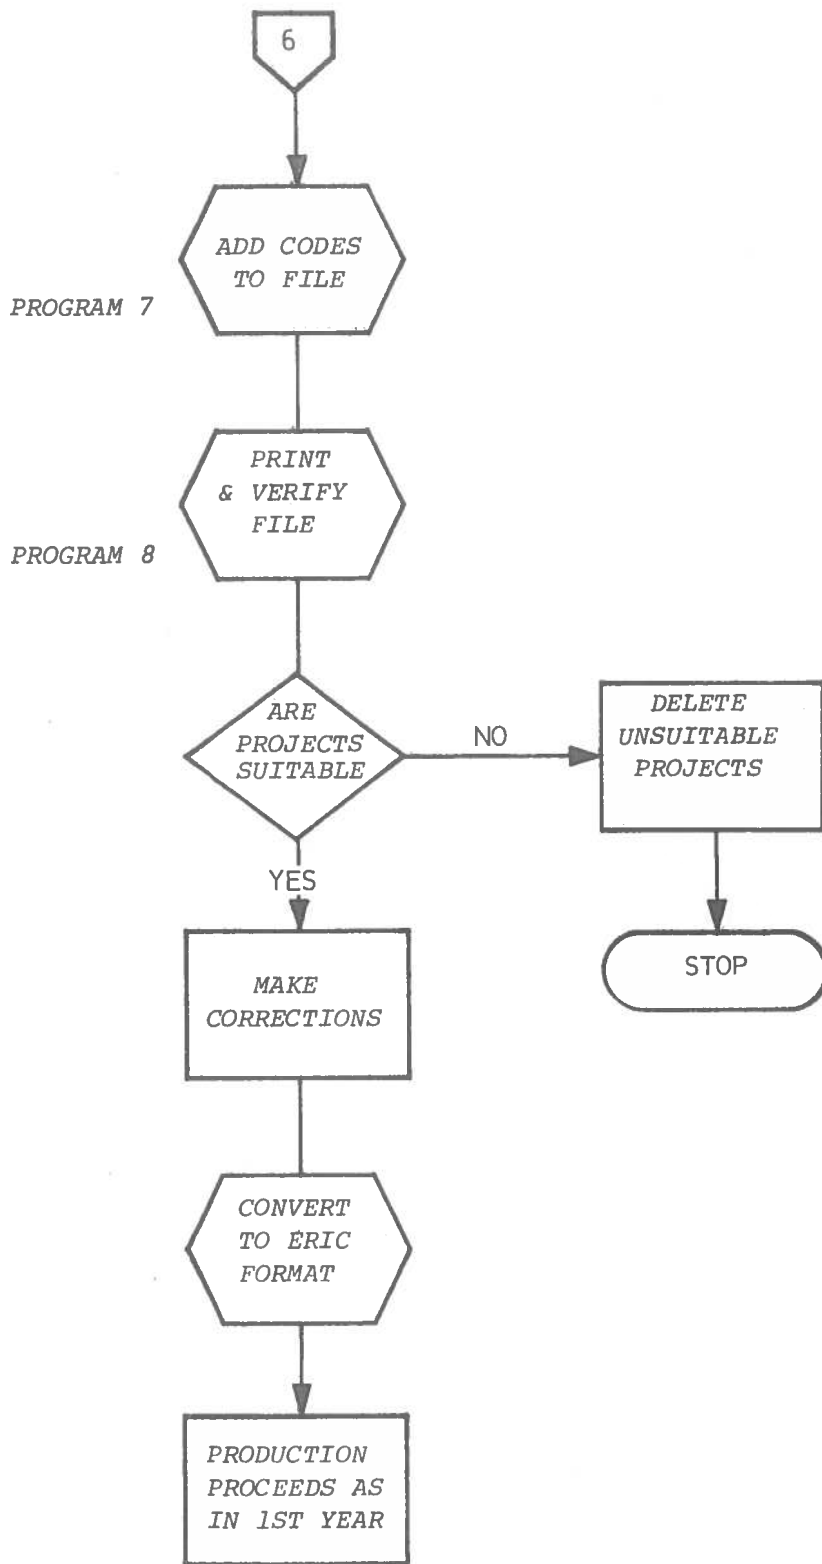 6
ADD CODES
TO FILE
PROGRAM 7
PRINT
& VERIFY
FILE
PROGRAM 8
ARE
PROJECTS
SUITABLE
NO
DELETE
UNSUITABLE
PROJECTS
YES
STOP
MAKE
CORRECTIONS
CONVERT
TO ERIC
FORMAT
PRODUCTION
PROCEEDS AS
IN 1ST YEAR